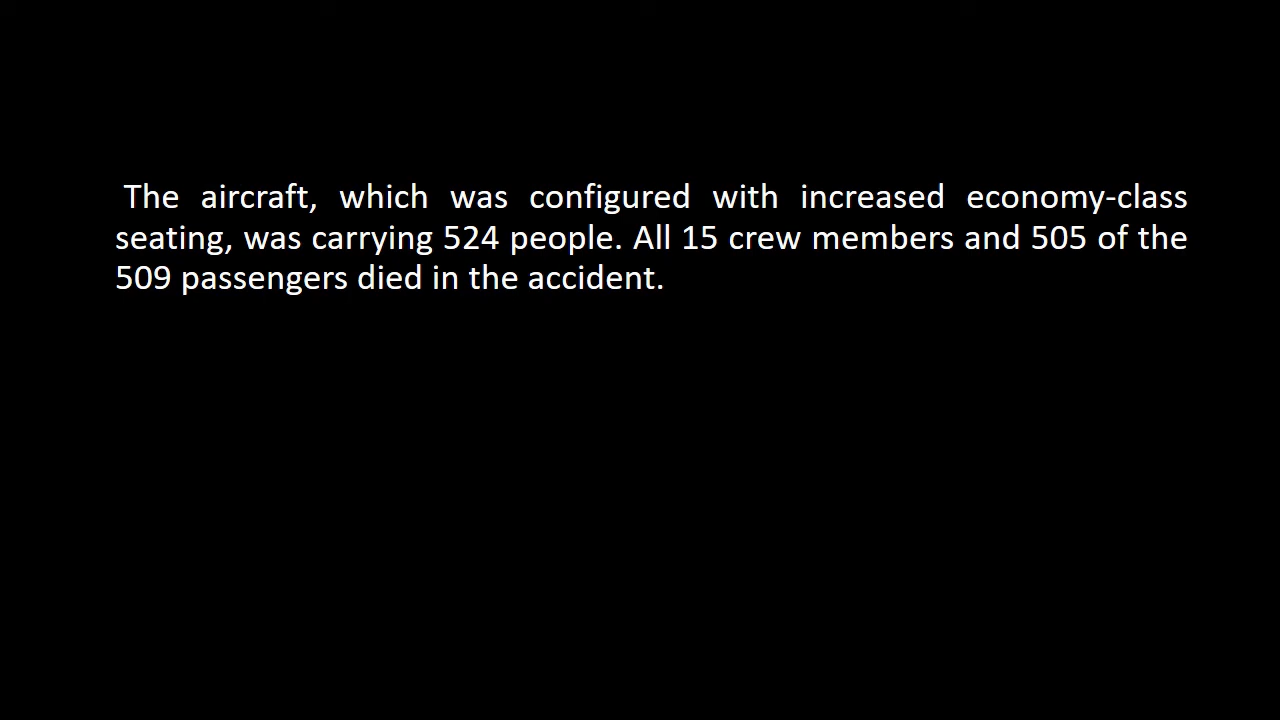 The aircraft, which was configured with increased economy-class
seating, was carrying 524 people. All 15 crew members and 505 of the
509 passengers died in the accident.